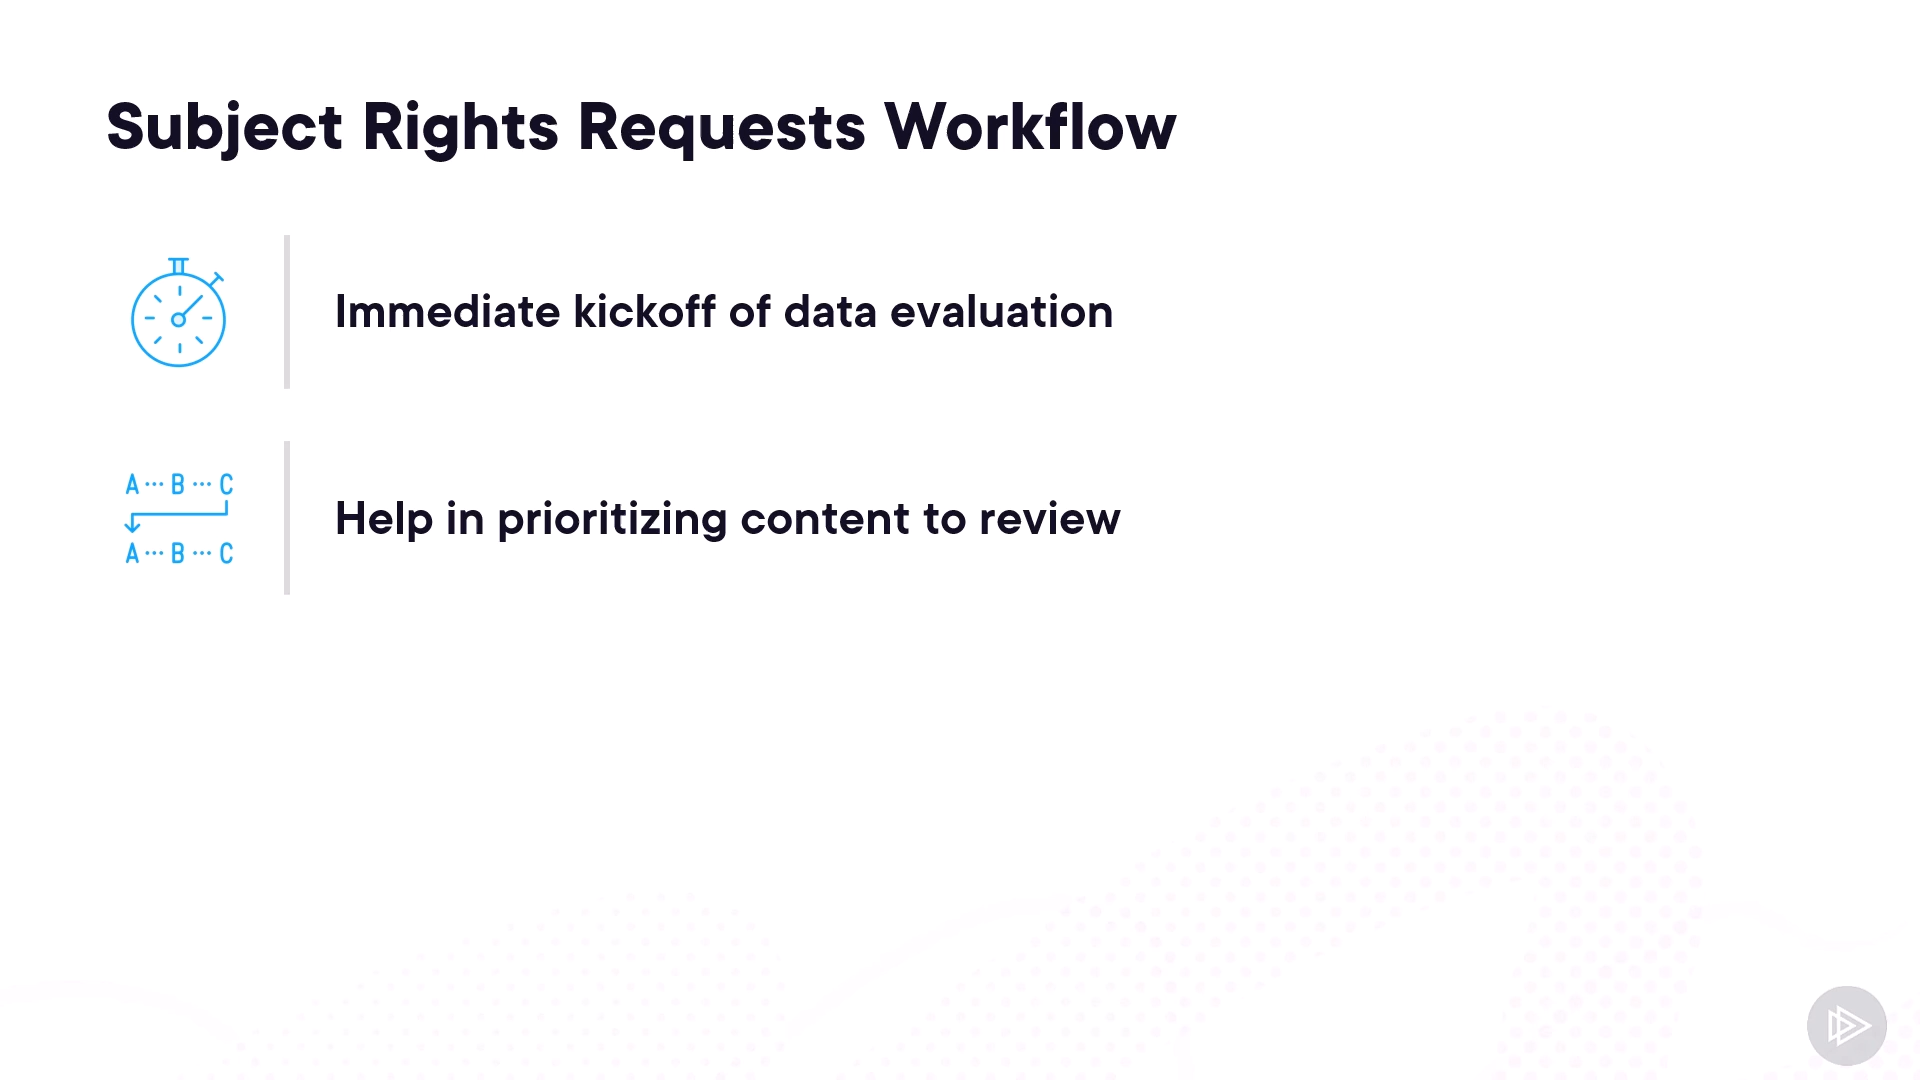 Subject Rights Requests Workflow
Immediate kickoff of data evaluation
A ··· B ··· C
A ··· B ··· C
Help in prioritizing content to review